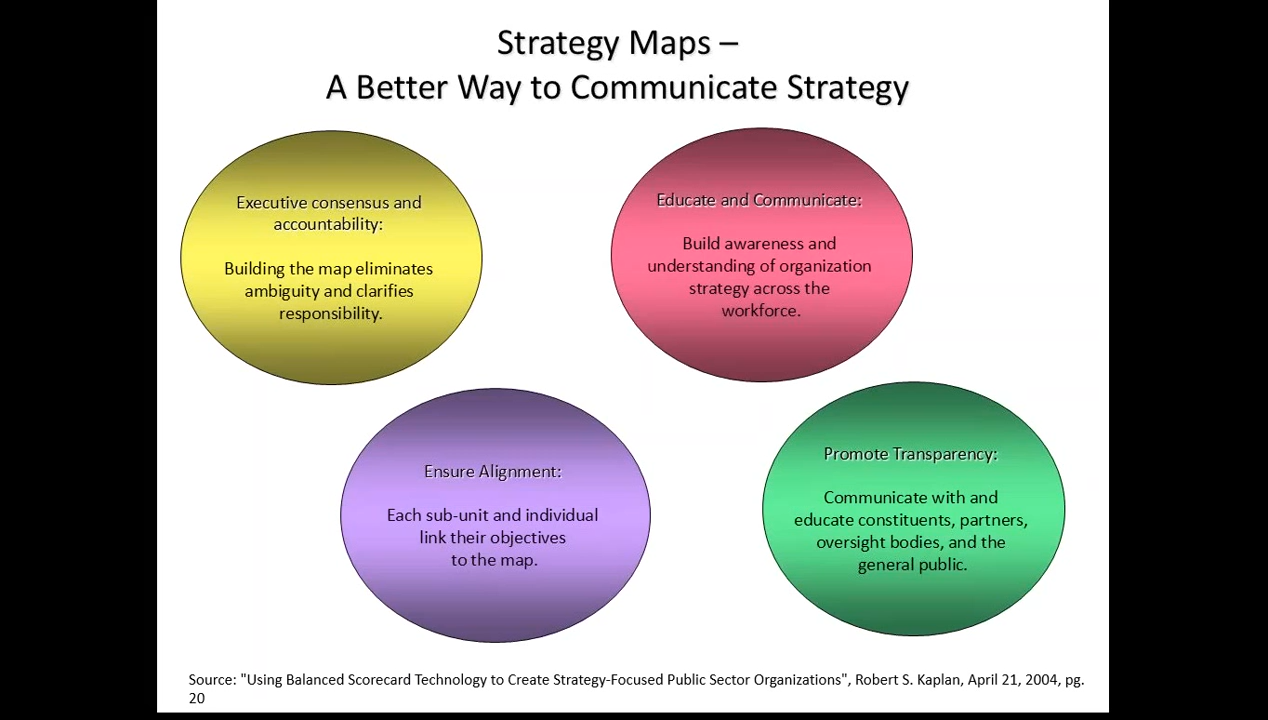 Strategy Maps –
A Better Way to Communicate Strategy
Executive consensus and
accountability:
Building the map eliminates
ambiguity and clarifies
responsibility.
Educate and Communicate:
Build awareness and
understanding of organization
strategy across the
workforce.
Ensure Alignment:
Each sub-unit and individual
link their objectives
to the map.
Promote Transparency:
Communicate with and
educate constituents, partners,
oversight bodies, and the
general public.
Source: "Using Balanced Scorecard Technology to Create Strategy-Focused Public Sector Organizations", Robert S. Kaplan, April 21, 2004, pg.
20